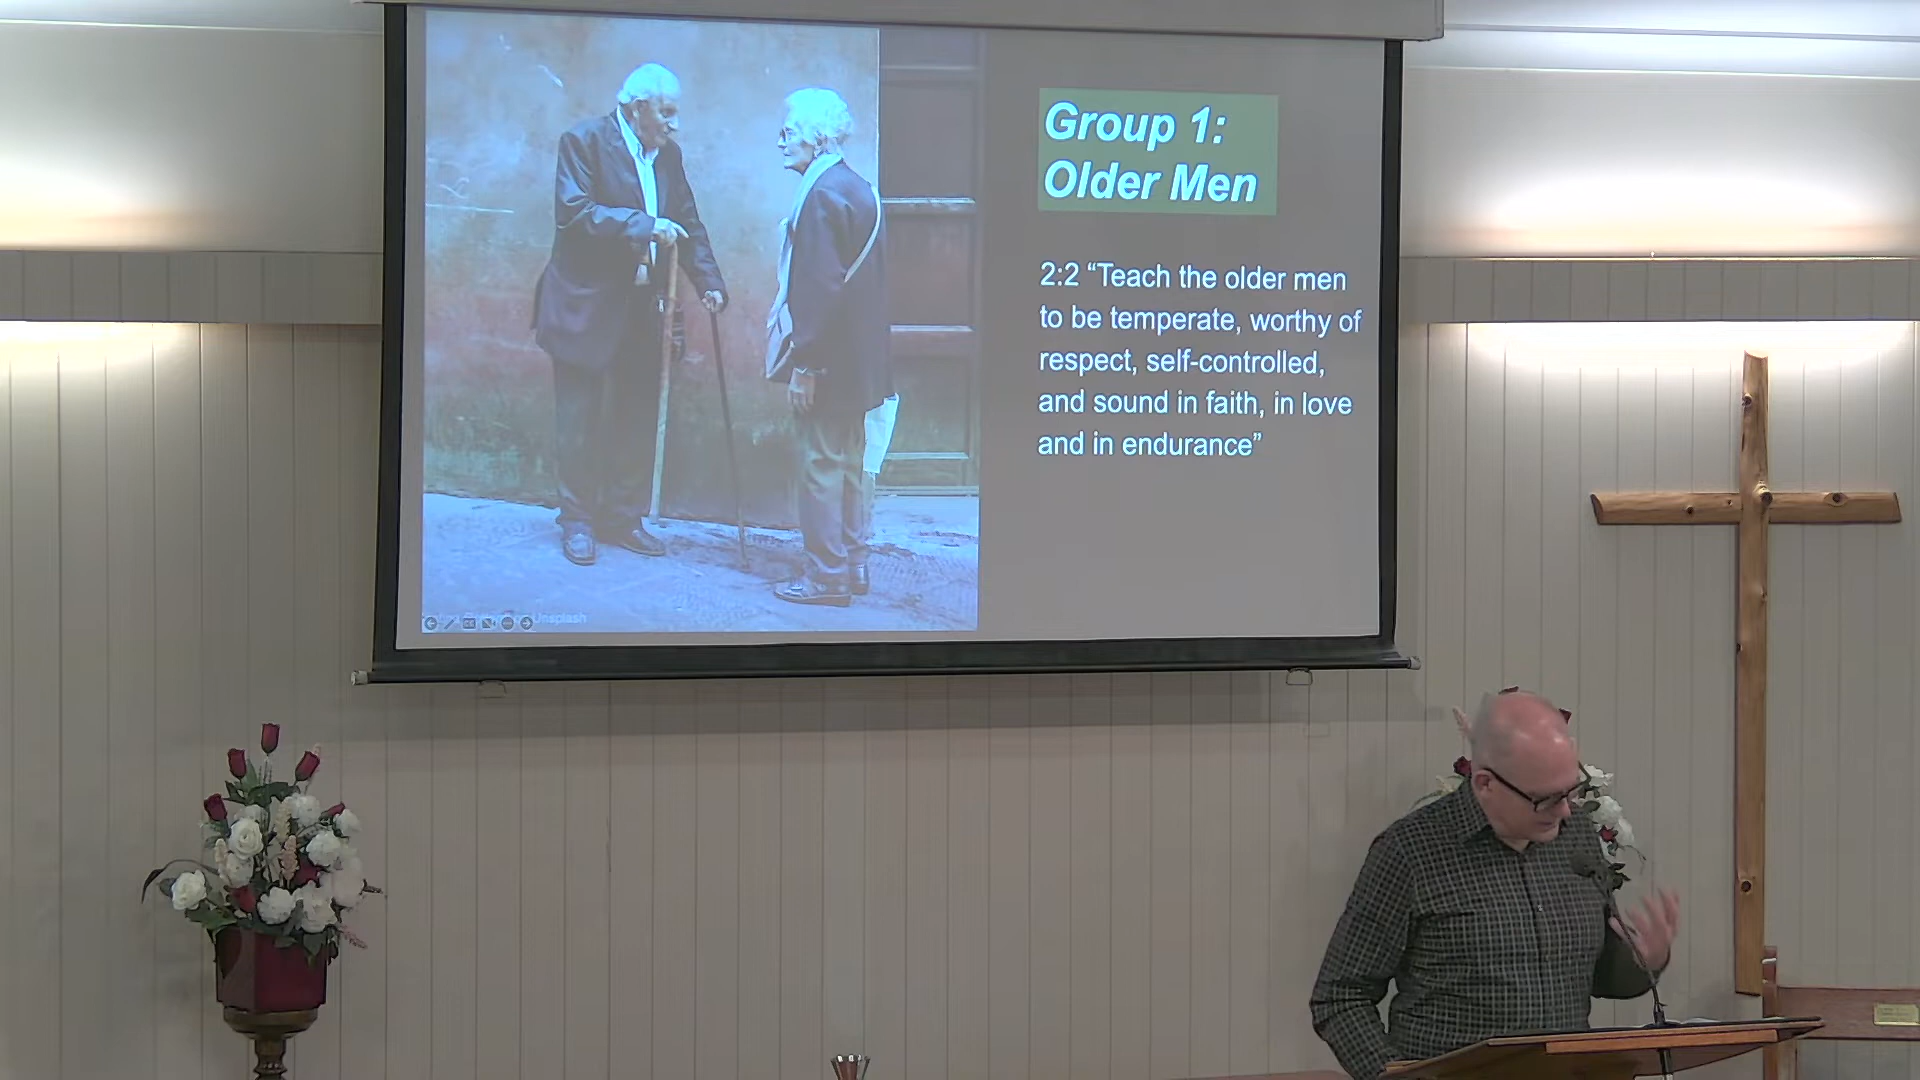 Group 1:
Older Men
2:2 “Teach the older men
to be temperate, worthy of
respect, self-controlled,
and sound in faith, in love
and in endurance”
Unsplash